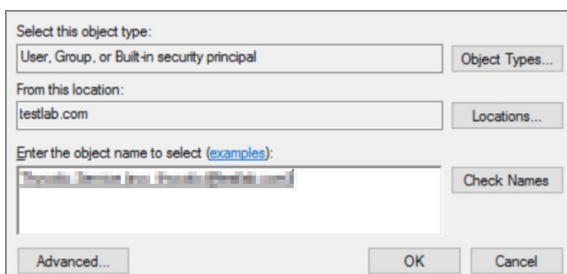 Select this object type:
User, Group, or Built-in security principal
Object Types...
From this location:
testlab.com
Locations...
Enter the object name to select (examples):
Check Names
Advanced...
OK
Cancel